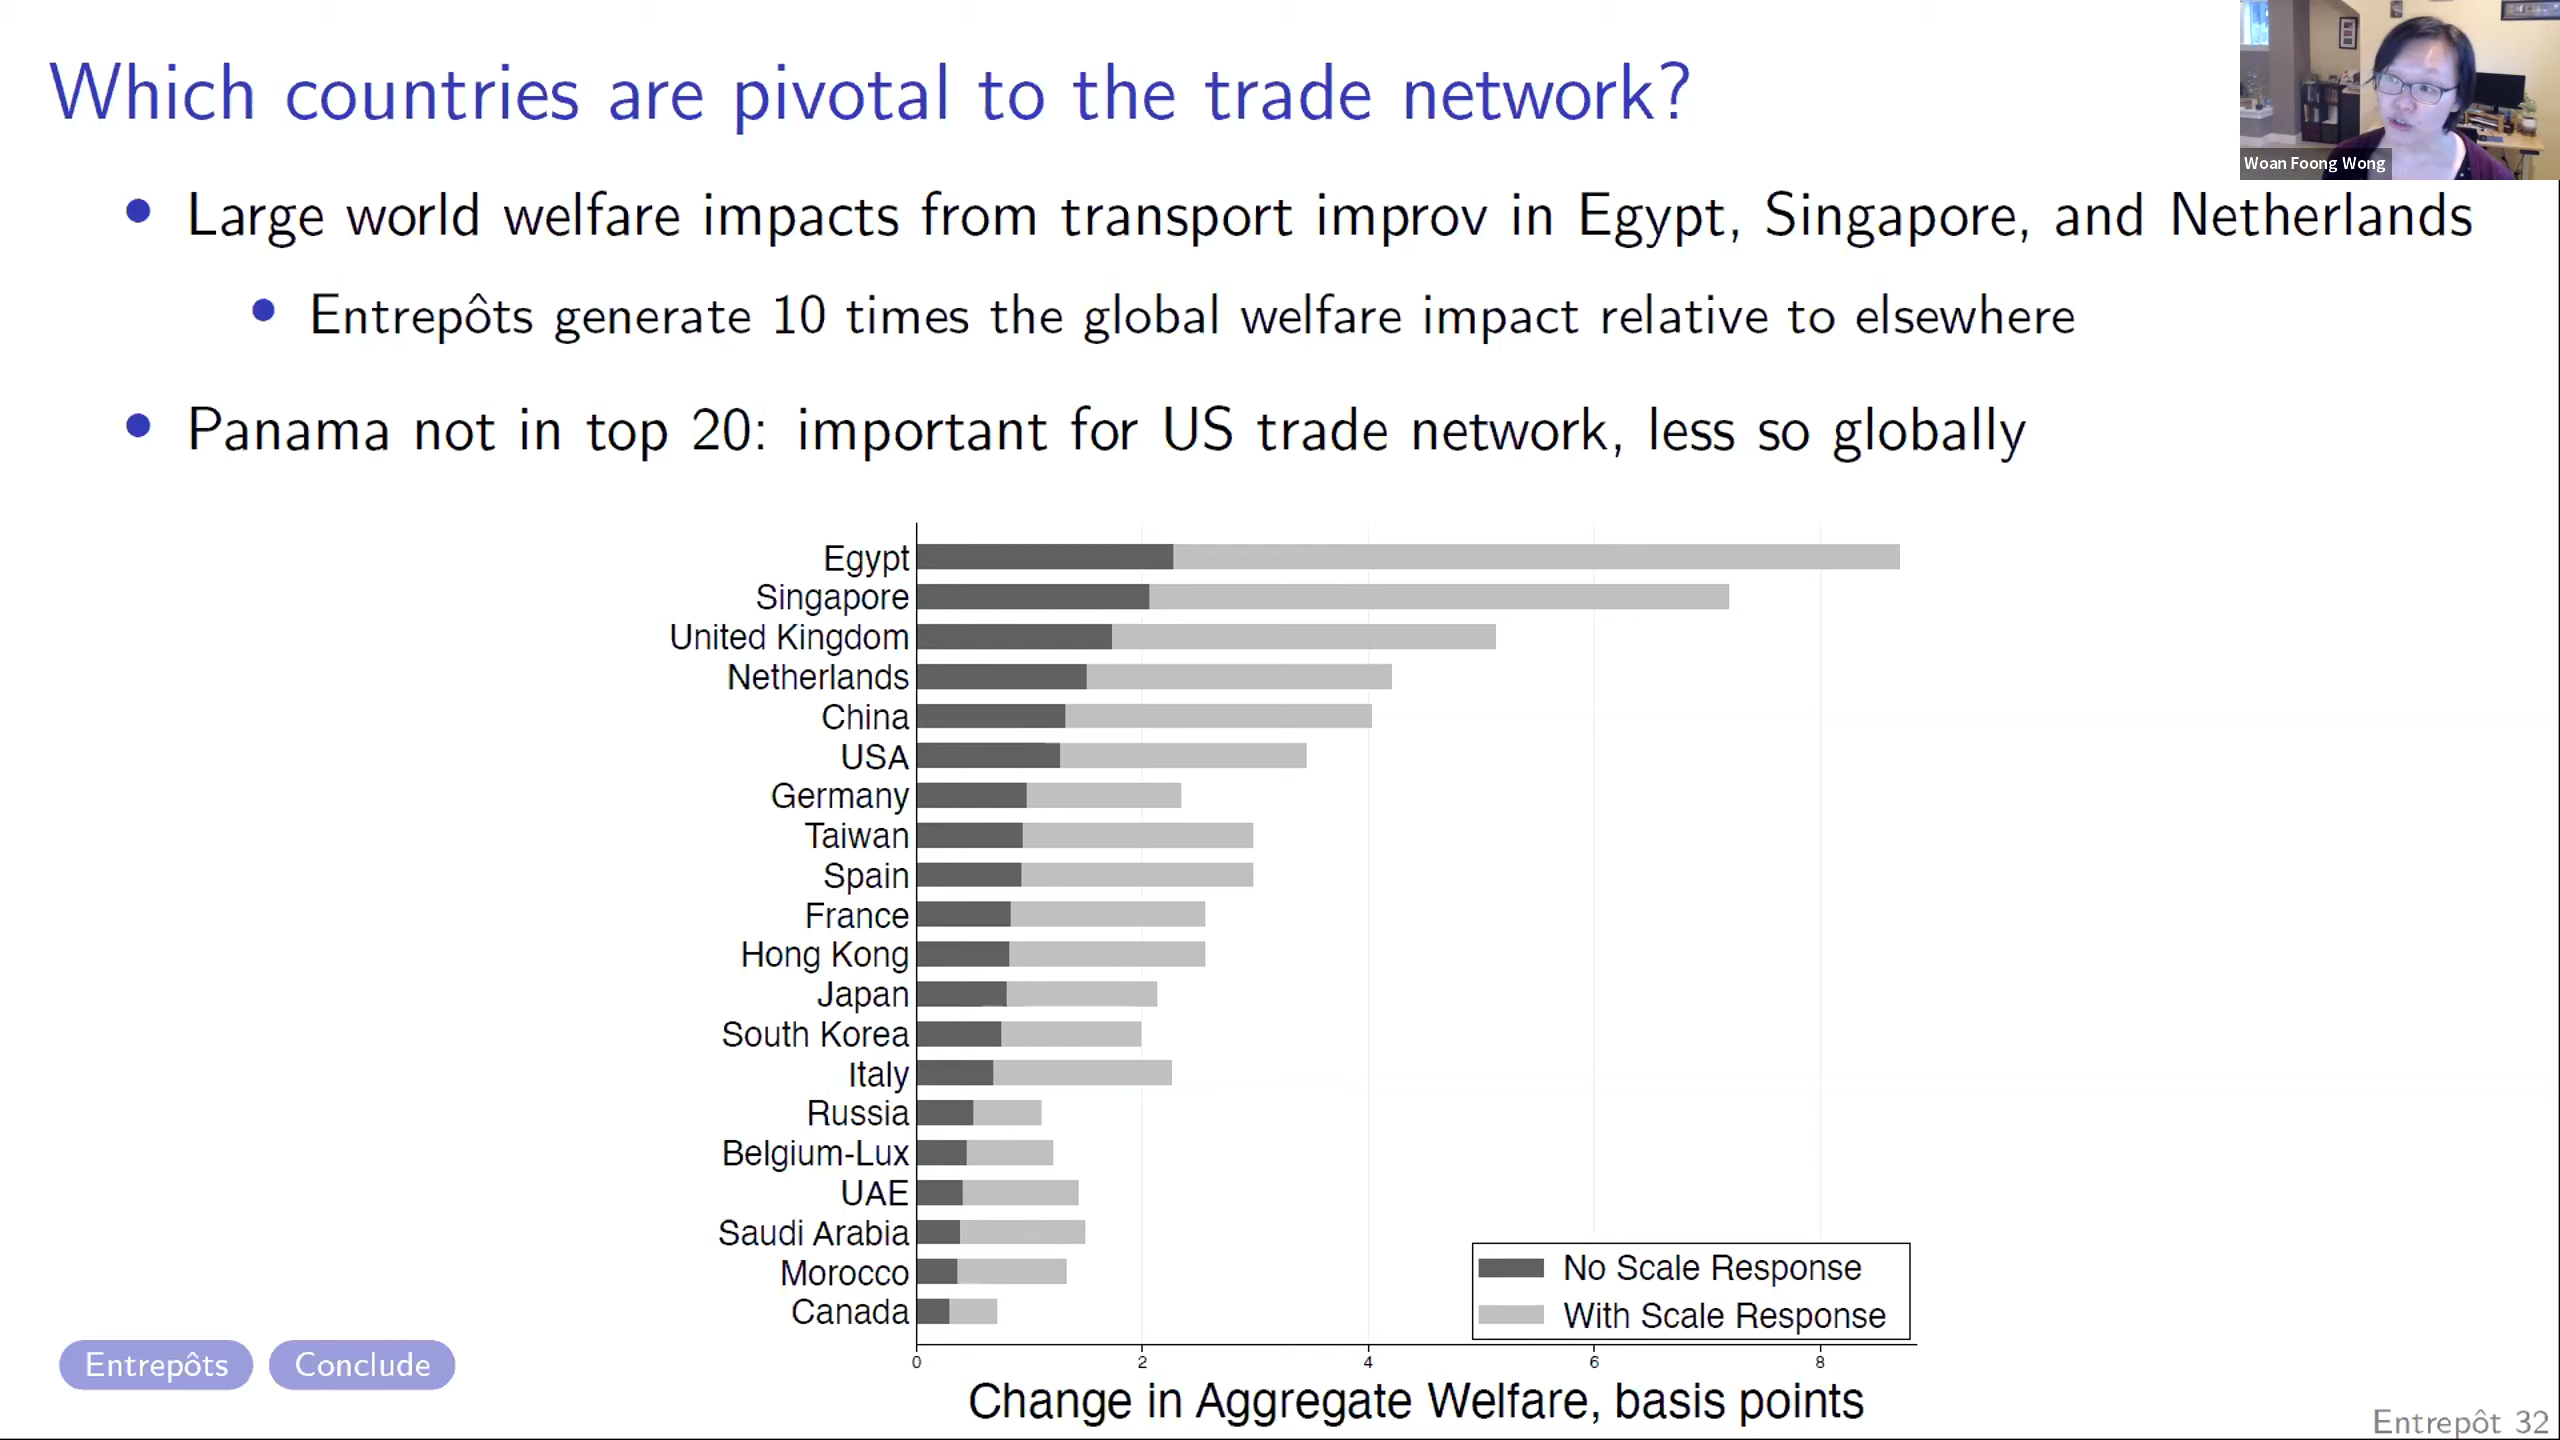 Which countries are pivotal to the trade network?
Woan Foong Wong
Large world welfare impacts from transport improv in Egypt, Singapore, and Netherlands
Entrepôts generate 10 times the global welfare impact relative to elsewhere
Panama not in top 20: important for US trade network, less so globally
Egypt
Singapore
United Kingdom
Netherlands
China
USA
Germany
Taiwan
Spain
France
Hong Kong
Japan
South Korea
Italy
Russia
Belgium-Lux
UAE
Saudi Arabia
Morocco
Canada
No Scale Response
With Scale Response
0 2 4 6 8
Change in Aggregate Welfare, basis points
Entrepôts Conclude
Entrepôt 32